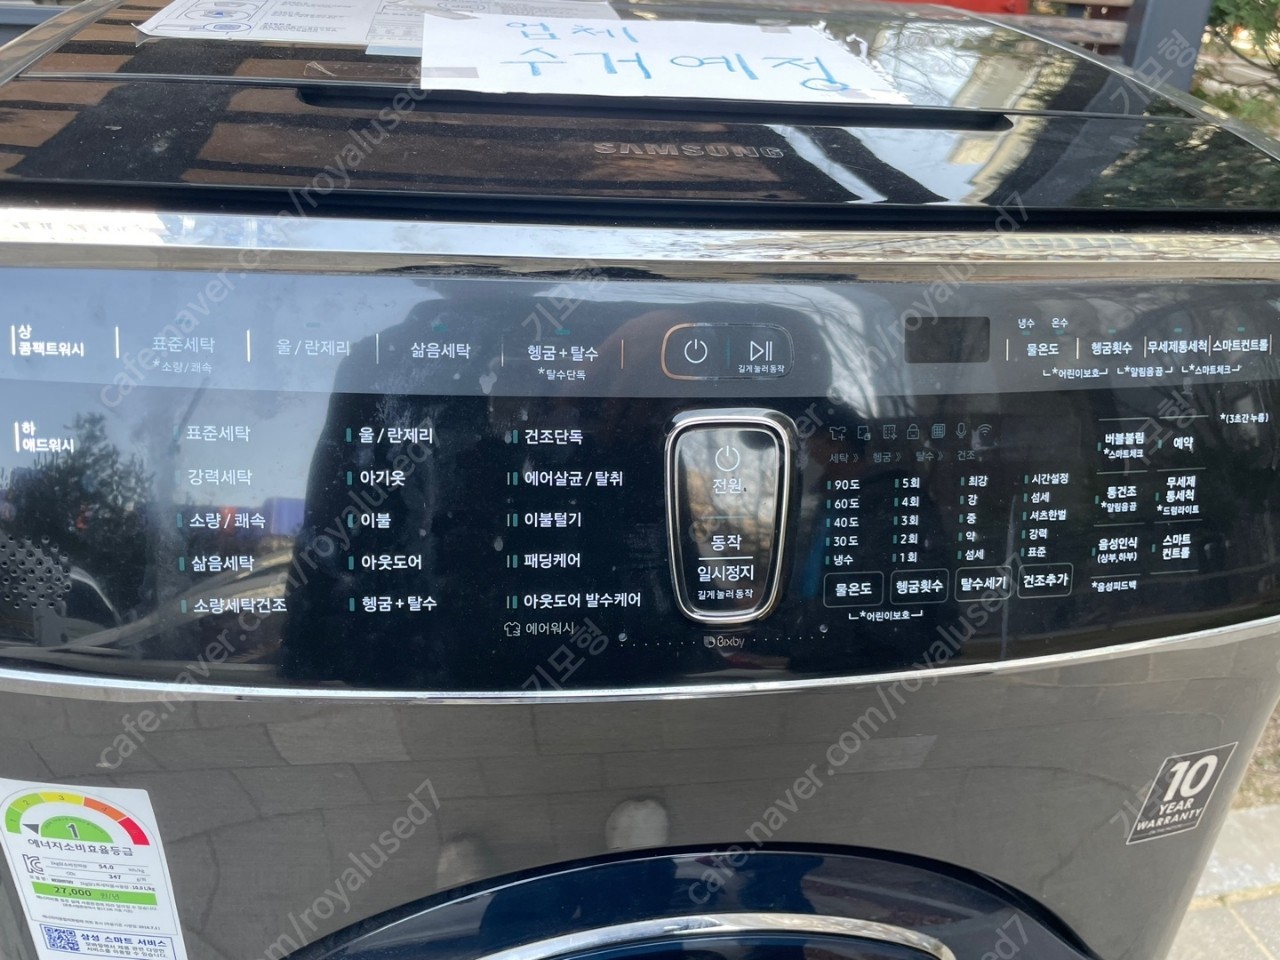 업체
수거예정
SAMSUNG
상
콤팩트워시
표준세탁
*소량/쾌속
울/란제리
삶음세탁
헹굼+탈수
*탈수단독
길게 눌러 동작
냉수 온수
물온도
헹굼횟수
무세제통세척
스마트컨트롤
*어린이보호
*알림음끔
*스마트체크
*(3초간 누름)
하
애드워시
표준세탁
강력세탁
소량/쾌속
삶음세탁
소량세탁건조
울/란제리
아기옷
이불
아웃도어
헹굼+탈수
건조단독
에어살균/탈취
이불털기
패딩케어
아웃도어 발수케어
에어워시
전원
동작
일시정지
길게 눌러 동작
Bixby
세탁 》 헹굼 》 탈수 》 건조
90도
60도
40도
30도
냉수
물온도
5회
4회
3회
2회
1회
헹굼횟수
*어린이보호
최강
강
중
약
섬세
탈수세기
시간설정
섬세
셔츠한벌
강력
표준
건조추가
버블불림
*스마트체크
예약
통건조
*알림음끔
무세제
통세척
*드럼라이트
음성인식
(상부,하부)
스마트
컨트롤
*음성피드백
10
YEAR
WARRANTY
1
에너지소비효율등급
54.0
347
27,000 원/년
삼성 스마트 서비스
cafe.naver.com/royalused7
기모형